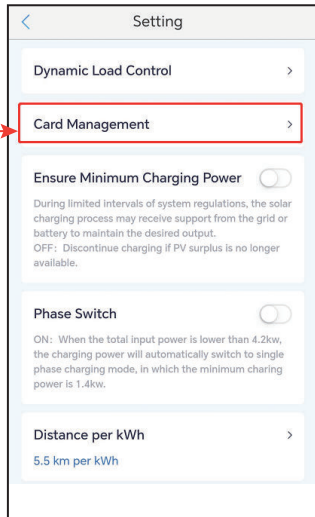 Setting
Dynamic Load Control
Card Management
Ensure Minimum Charging Power
During limited intervals of system regulations, the solar
charging process may receive support from the grid or
battery to maintain the desired output.
OFF: Discontinue charging if PV surplus is no longer
available.
Phase Switch
ON: When the total input power is lower than 4.2kw,
the charging power will automatically switch to single
phase charging mode, in which the minimum charing
power is 1.4kw.
Distance per kWh
5.5 km per kWh